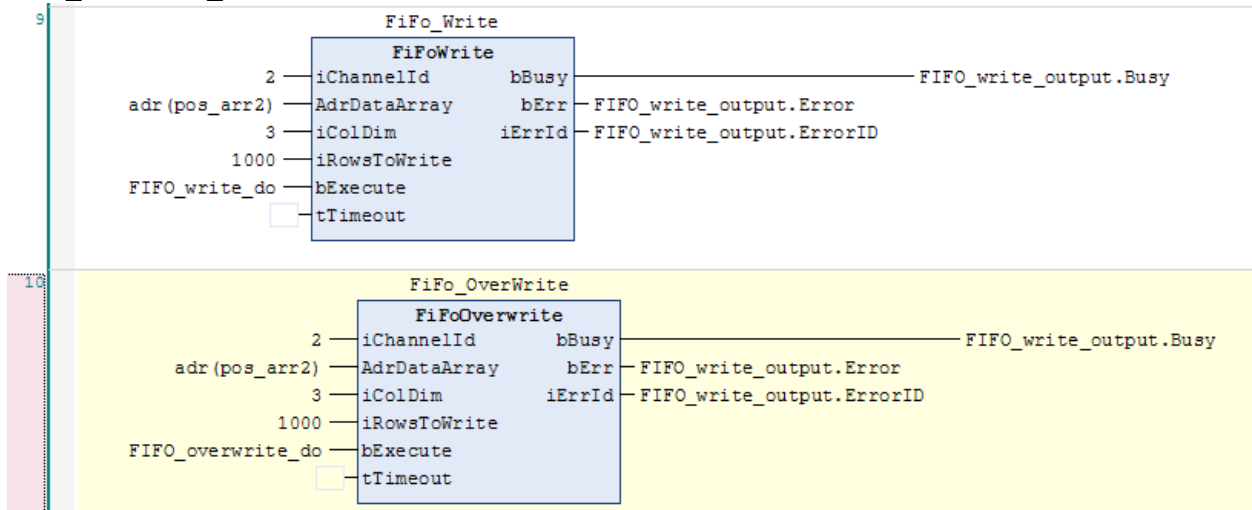 9
FiFo_Write
FiFoWrite
2 iChannelId bBusy FIFO_write_output.Busy
adr(pos_arr2) AdrDataArray bErr FIFO_write_output.Error
3 iColDim iErrId FIFO_write_output.ErrorID
1000 iRowsToWrite
FIFO_write_do bExecute
tTimeout
10
FiFo_OverWrite
FiFoOverwrite
2 iChannelId bBusy FIFO_write_output.Busy
adr(pos_arr2) AdrDataArray bErr FIFO_write_output.Error
3 iColDim iErrId FIFO_write_output.ErrorID
1000 iRowsToWrite
FIFO_overwrite_do bExecute
tTimeout